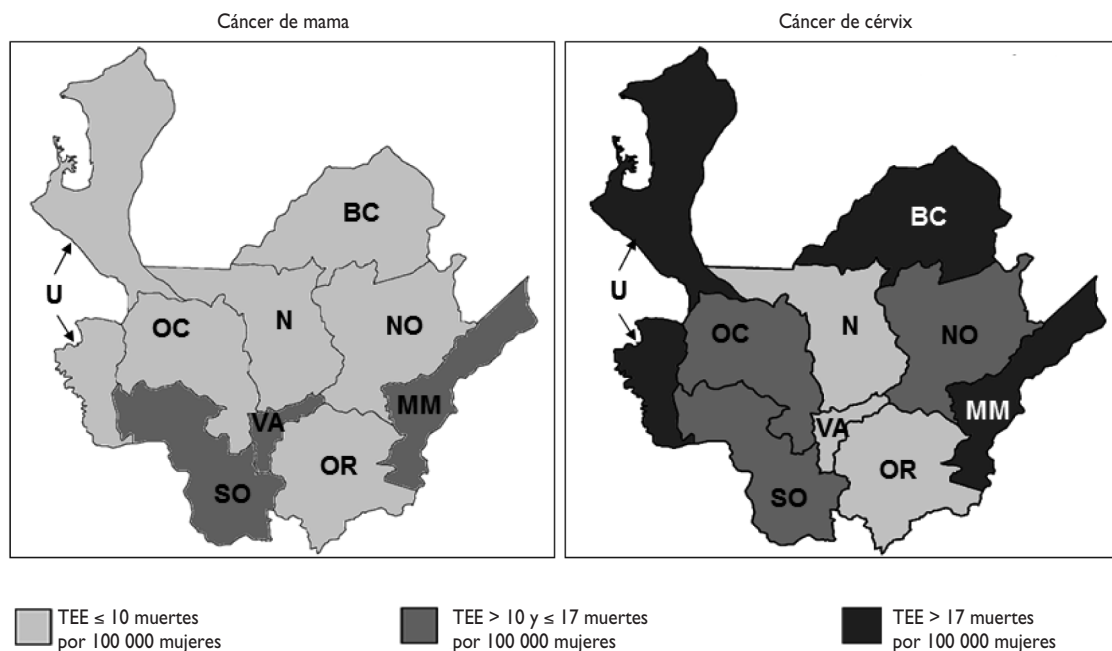 Cáncer de mama
BC
U
OC
N
NO
MM
VA
OR
SO
Cáncer de cérvix
BC
U
OC
N
NO
MM
VA
OR
SO
TEE ≤ 10 muertes
por 100 000 mujeres
TEE > 10 y ≤ 17 muertes
por 100 000 mujeres
TEE > 17 muertes
por 100 000 mujeres